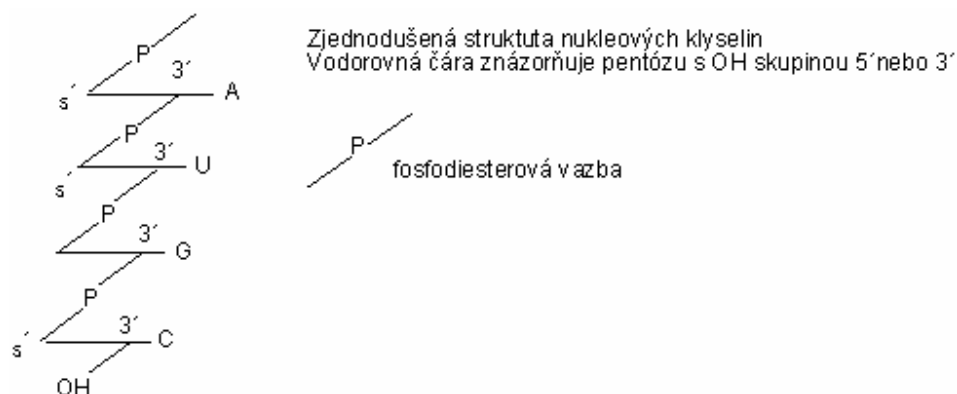 Zjednodušená struktuta nukleových klyselin
Vodorovná čára znázorňuje pentózu s OH skupinou 5´nebo 3´
P
3´
s´
A
P
P
3´
s´
U
fosfodiesterová vazba
P
3´
G
P
3´
s´
C
OH